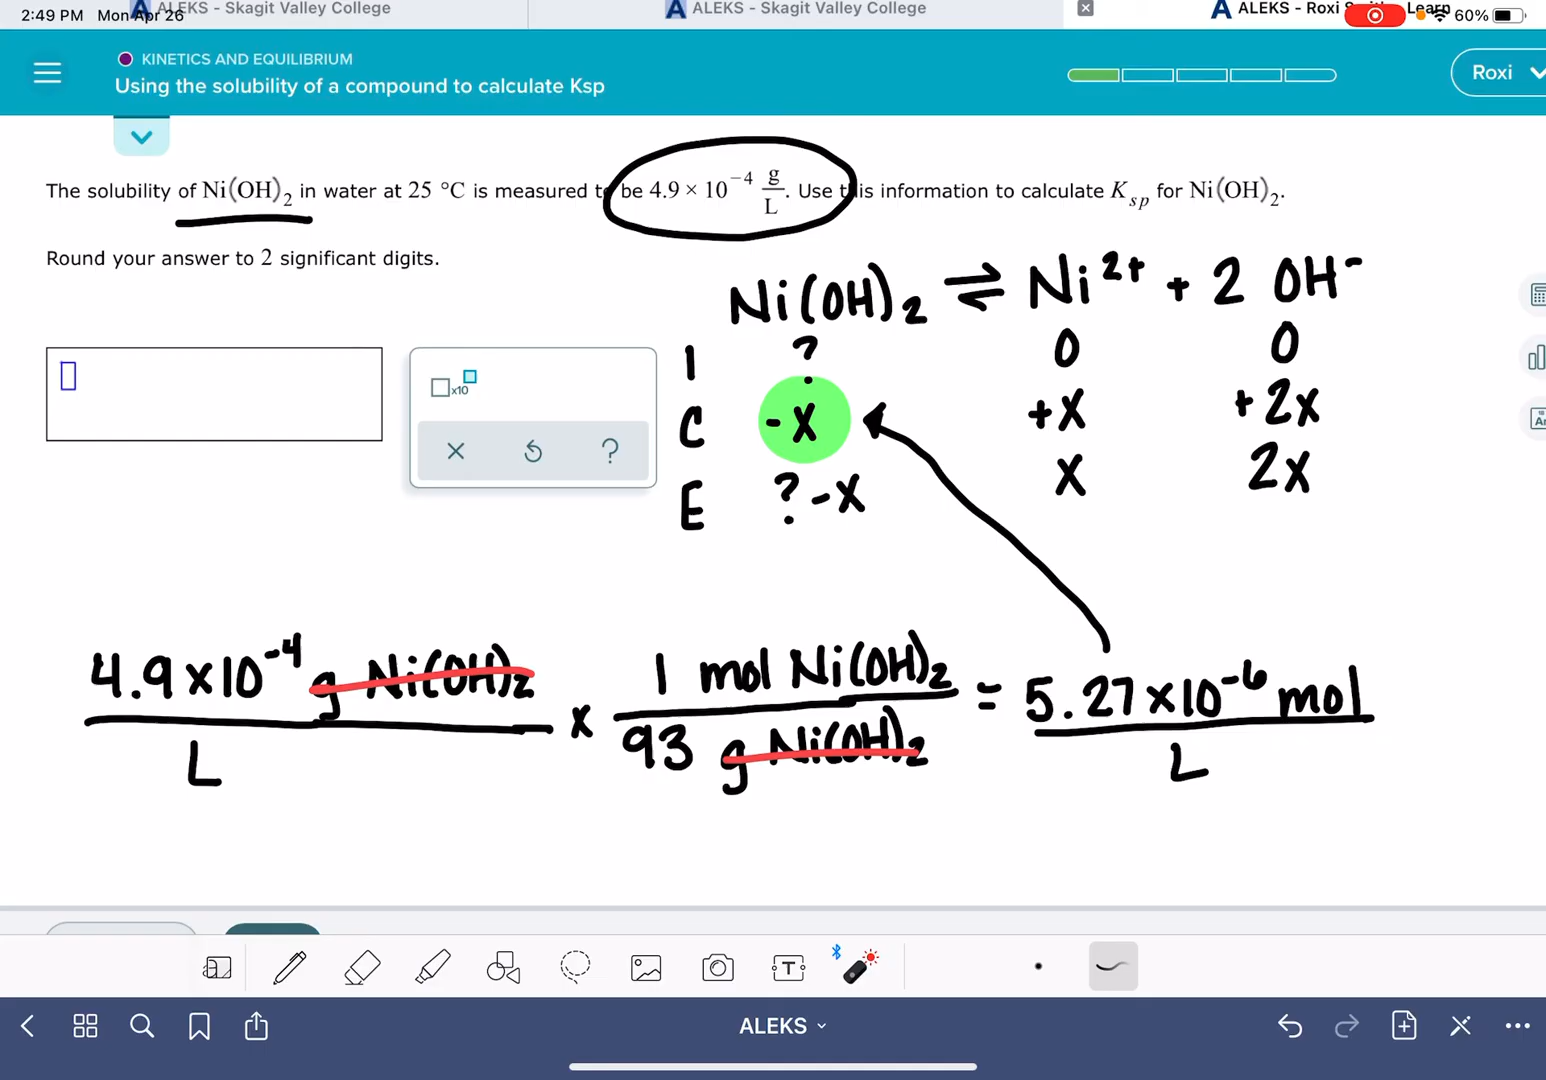 2:49 PM Mon Apr 26
ALEKS - Skagit Valley College
ALEKS - Skagit Valley College
ALEKS - Roxi Learn
60%
KINETICS AND EQUILIBRIUM
Using the solubility of a compound to calculate Ksp
Roxi
The solubility of Ni(OH)₂ in water at 25 °C is measured to be 4.9 × 10⁻⁴ g/L. Use this information to calculate Kₛₚ for Ni(OH)₂.
Round your answer to 2 significant digits.
Ni(OH)₂ ⇌ Ni²⁺ + 2 OH⁻
I ? 0 0
x10
C -X +X +2X
E ?-X X 2X
4.9×10⁻⁴ g Ni(OH)₂ / L × 1 mol Ni(OH)₂ / 93 g Ni(OH)₂ = 5.27×10⁻⁶ mol / L
ALEKS